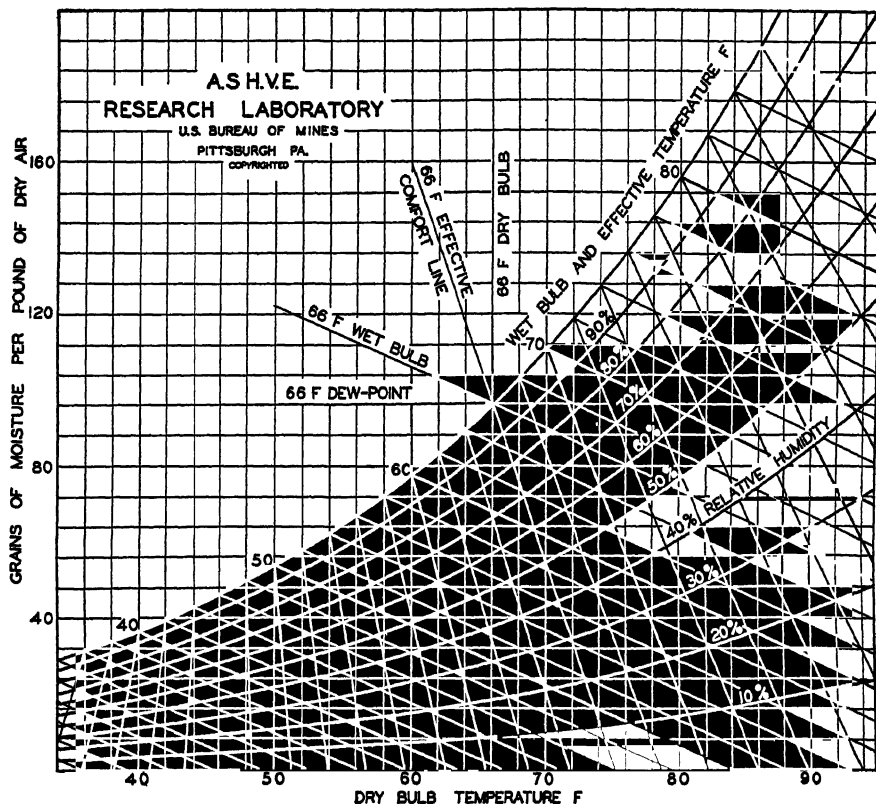 A.S H.V.E.
RESEARCH LABORATORY
U.S. BUREAU OF MINES
PITTSBURGH PA.
COPYRIGHTED
GRAINS OF MOISTURE PER POUND OF DRY AIR
160
120
80
40
66 F EFFECTIVE
COMFORT LINE
66 F DRY BULB
WET BULB AND EFFECTIVE TEMPERATURE F
66 F WET BULB
66 F DEW-POINT
80
70
60
50
40
90%
80%
70%
60%
50%
40% RELATIVE HUMIDITY
30%
20%
10%
40
50
60
70
80
90
DRY BULB TEMPERATURE F